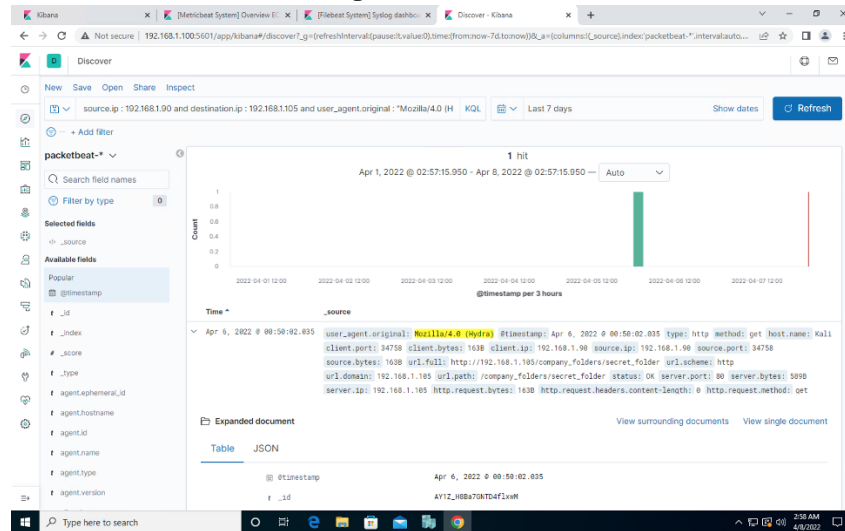 Kibana
[Metricbeat System] Overview EC
[Filebeat System] Syslog dashbo
Discover - Kibana
Not secure | 192.168.1.100:5601/app/kibana#/discover?_g=(refreshInterval:(pause:!t,value:0),time:(from:now-7d,to:now))&_a=(columns:!(_source),index:'packetbeat-*',interval:auto...
D Discover
New Save Open Share Inspect
source.ip : 192.168.1.90 and destination.ip : 192.168.1.105 and user_agent.original : "Mozilla/4.0 (H KQL Last 7 days Show dates Refresh
+ Add filter
packetbeat-*
1 hit
Apr 1, 2022 @ 02:57:15.950 - Apr 8, 2022 @ 02:57:15.950 — Auto
Search field names
Filter by type 0
Selected fields
_source
Available fields
Popular
@timestamp
t _id
t _index
# _score
t _type
t agent.ephemeral_id
t agent.hostname
t agent.id
t agent.name
t agent.type
t agent.version
Count
1
0.8
0.6
0.4
0.2
0
2022-04-01 12:00 2022-04-02 12:00 2022-04-03 12:00 2022-04-04 12:00 2022-04-05 12:00 2022-04-06 12:00 2022-04-07 12:00
@timestamp per 3 hours
Time _source
Apr 6, 2022 @ 00:50:02.035
user_agent.original: Mozilla/4.0 (Hydra) @timestamp: Apr 6, 2022 @ 00:50:02.035 type: http method: get host.name: Kali
client.port: 34758 client.bytes: 163B client.ip: 192.168.1.90 source.ip: 192.168.1.90 source.port: 34758
source.bytes: 163B url.full: http://192.168.1.105/company_folders/secret_folder url.scheme: http
url.domain: 192.168.1.105 url.path: /company_folders/secret_folder status: OK server.port: 80 server.bytes: 589B
server.ip: 192.168.1.105 http.request.bytes: 163B http.request.headers.content-length: 0 http.request.method: get
Expanded document View surrounding documents View single document
Table JSON
@timestamp Apr 6, 2022 @ 00:50:02.035
t _id AY1Z_H8Ba7GNTD4flxwM
Type here to search
2:58 AM
4/8/2022